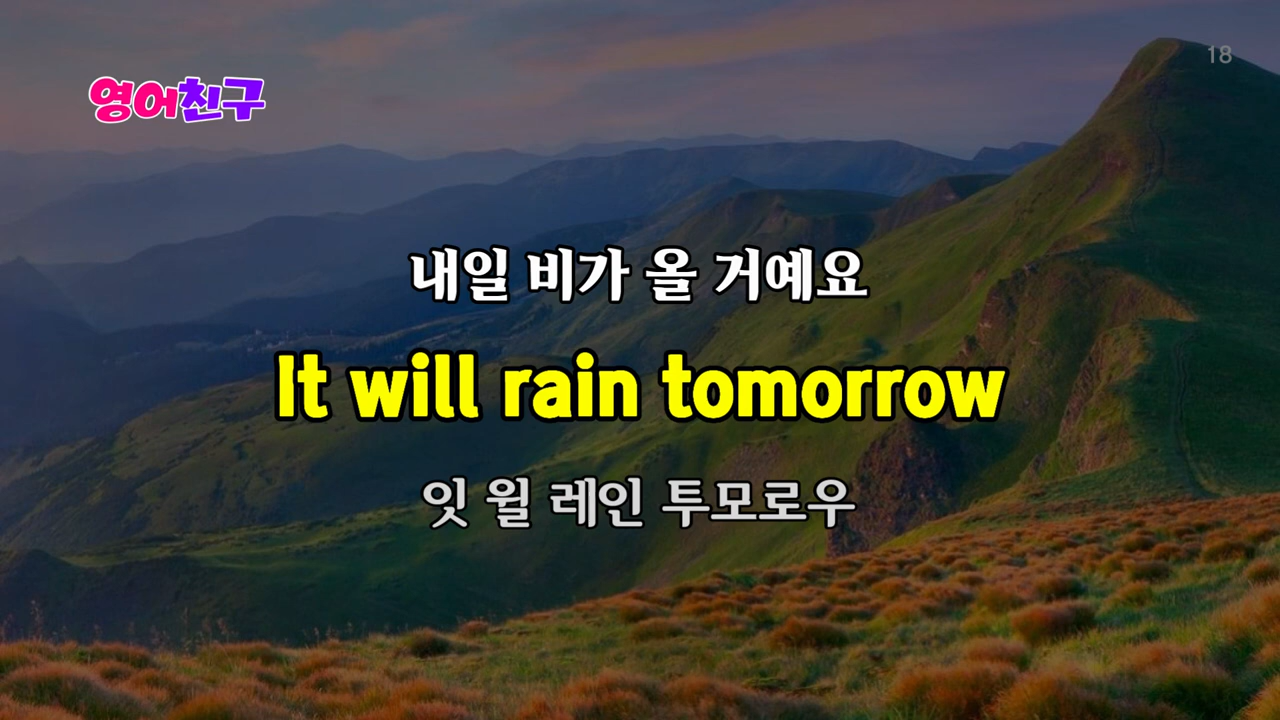 18
영어친구
내일 비가 올 거예요
It will rain tomorrow
잇 윌 레인 투모로우